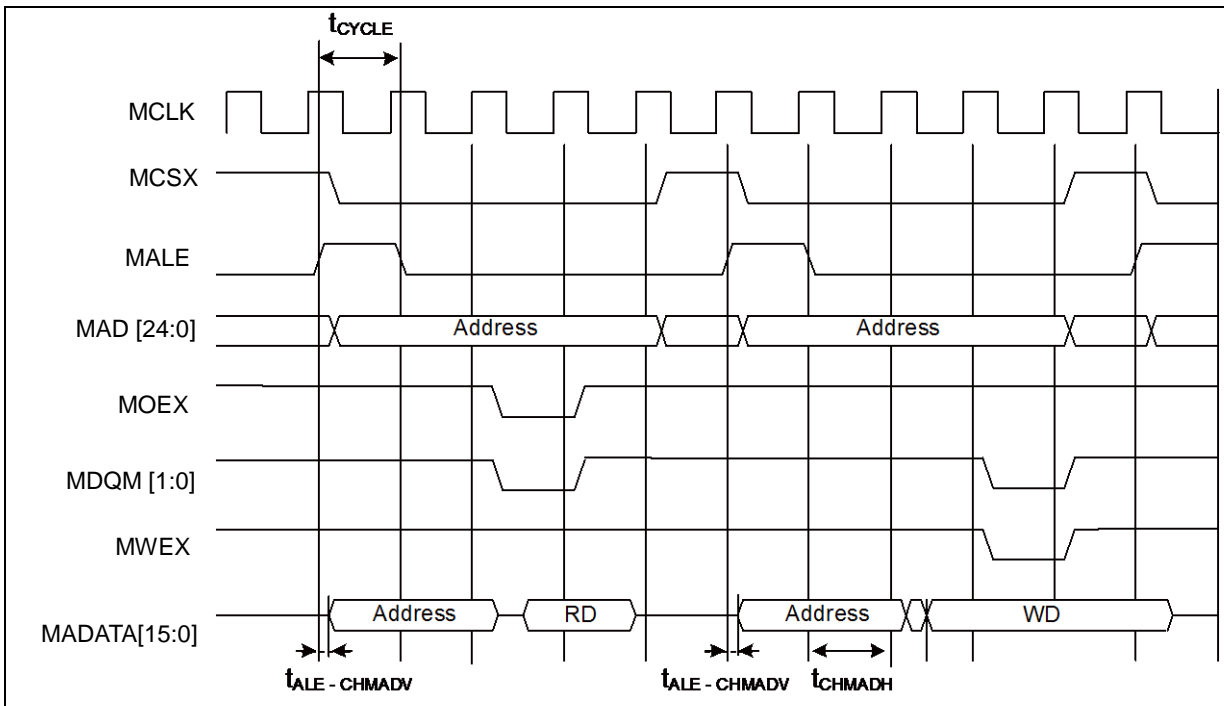 tCYCLE
MCLK
MCSX
MALE
MAD [24:0]
Address
Address
MOEX
MDQM [1:0]
MWEX
MADATA[15:0]
Address
RD
Address
WD
tALE - CHMADV
tALE - CHMADV
tCHMADH